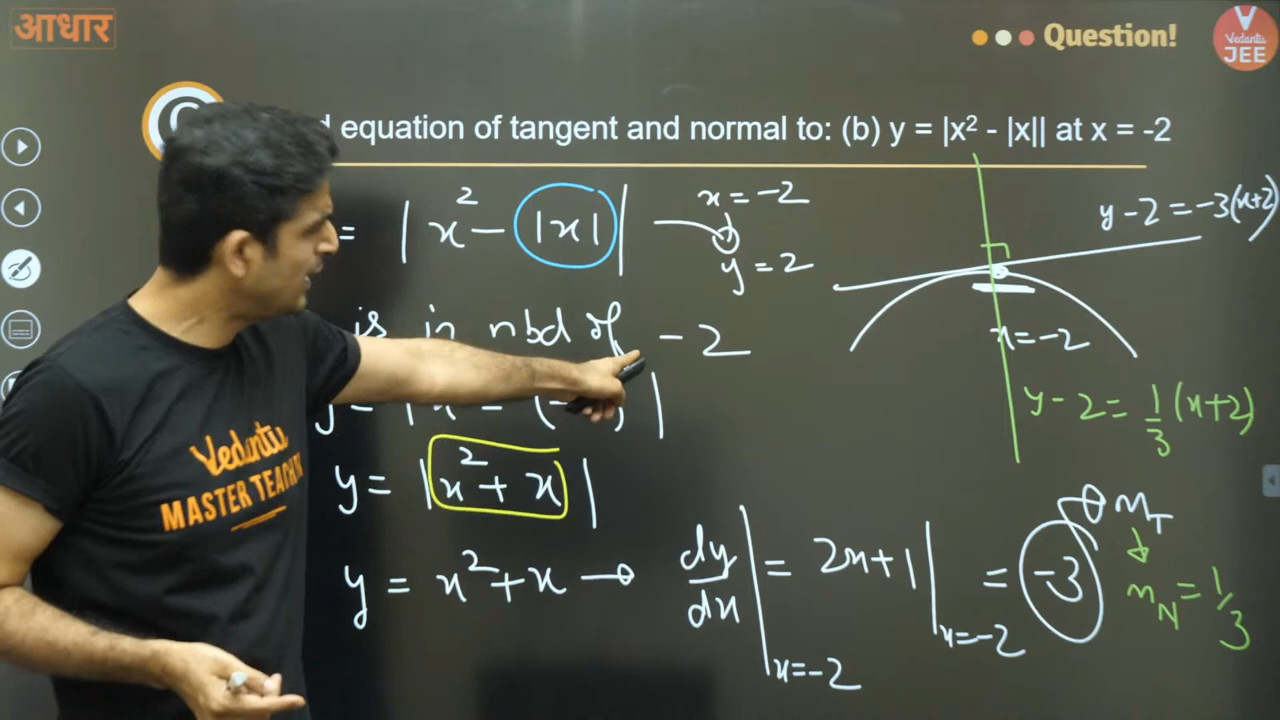 आधार
Question!
Vedantu
JEE
equation of tangent and normal to: (b) y = |x² - |x|| at x = -2
= | x² - |x| |
x = -2
y = 2
y - 2 = -3(x+2)
is in nbd of -2
x = -2
y - 2 = 1/3 (x+2)
y = |x² + x|
y = x² + x → dy/dx |x=-2 = 2x+1 |x=-2 = -3
m_T
m_N = 1/3
Vedantu
MASTER TEACHER